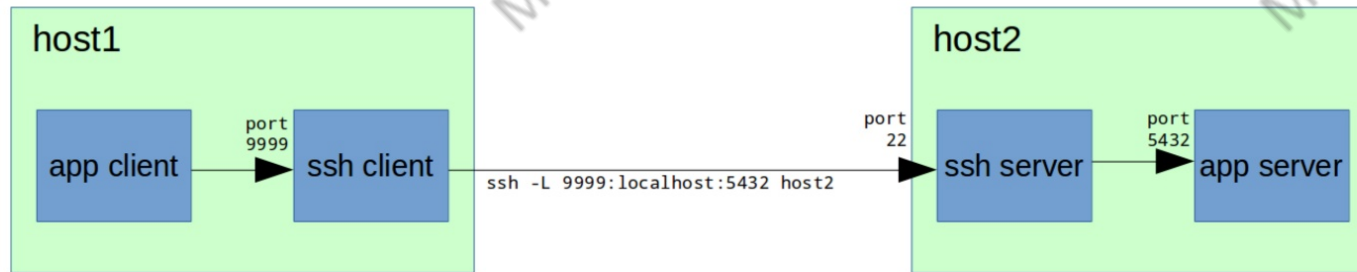 host1
host2
port
9999
app client
ssh client
ssh -L 9999:localhost:5432 host2
port
22
ssh server
port
5432
app server